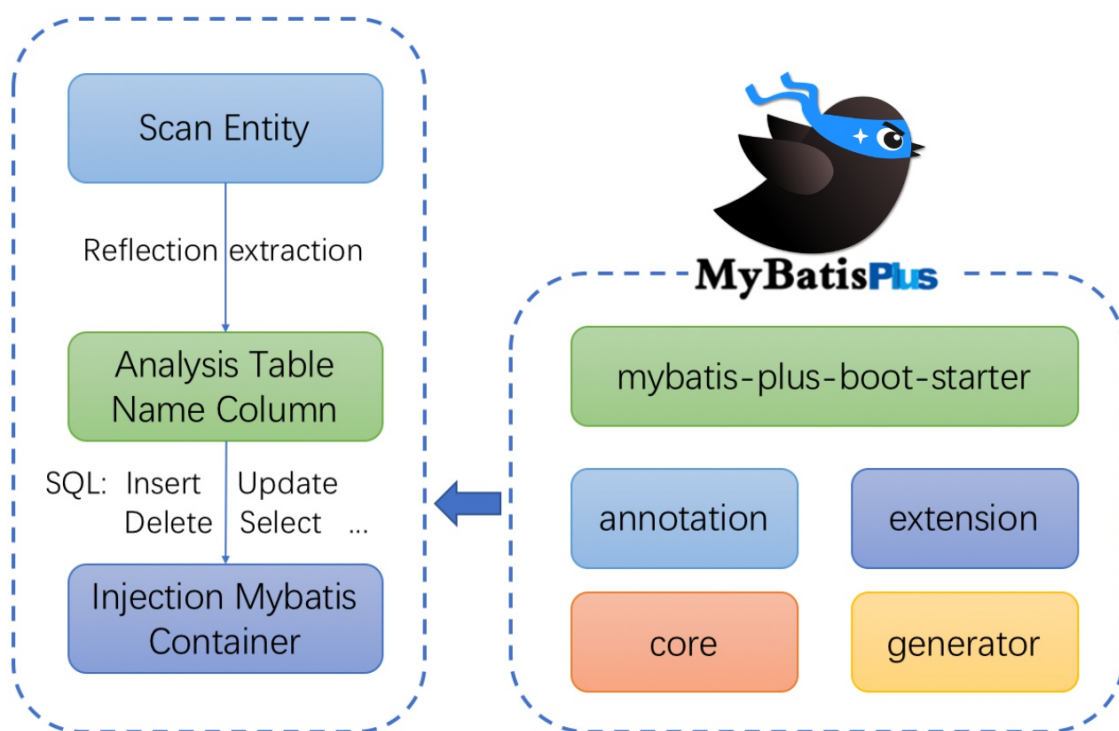 Scan Entity
Reflection extraction
Analysis Table
Name Column
SQL: Insert Update
Delete Select ...
Injection Mybatis
Container
MyBatisPlus
mybatis-plus-boot-starter
annotation
extension
core
generator